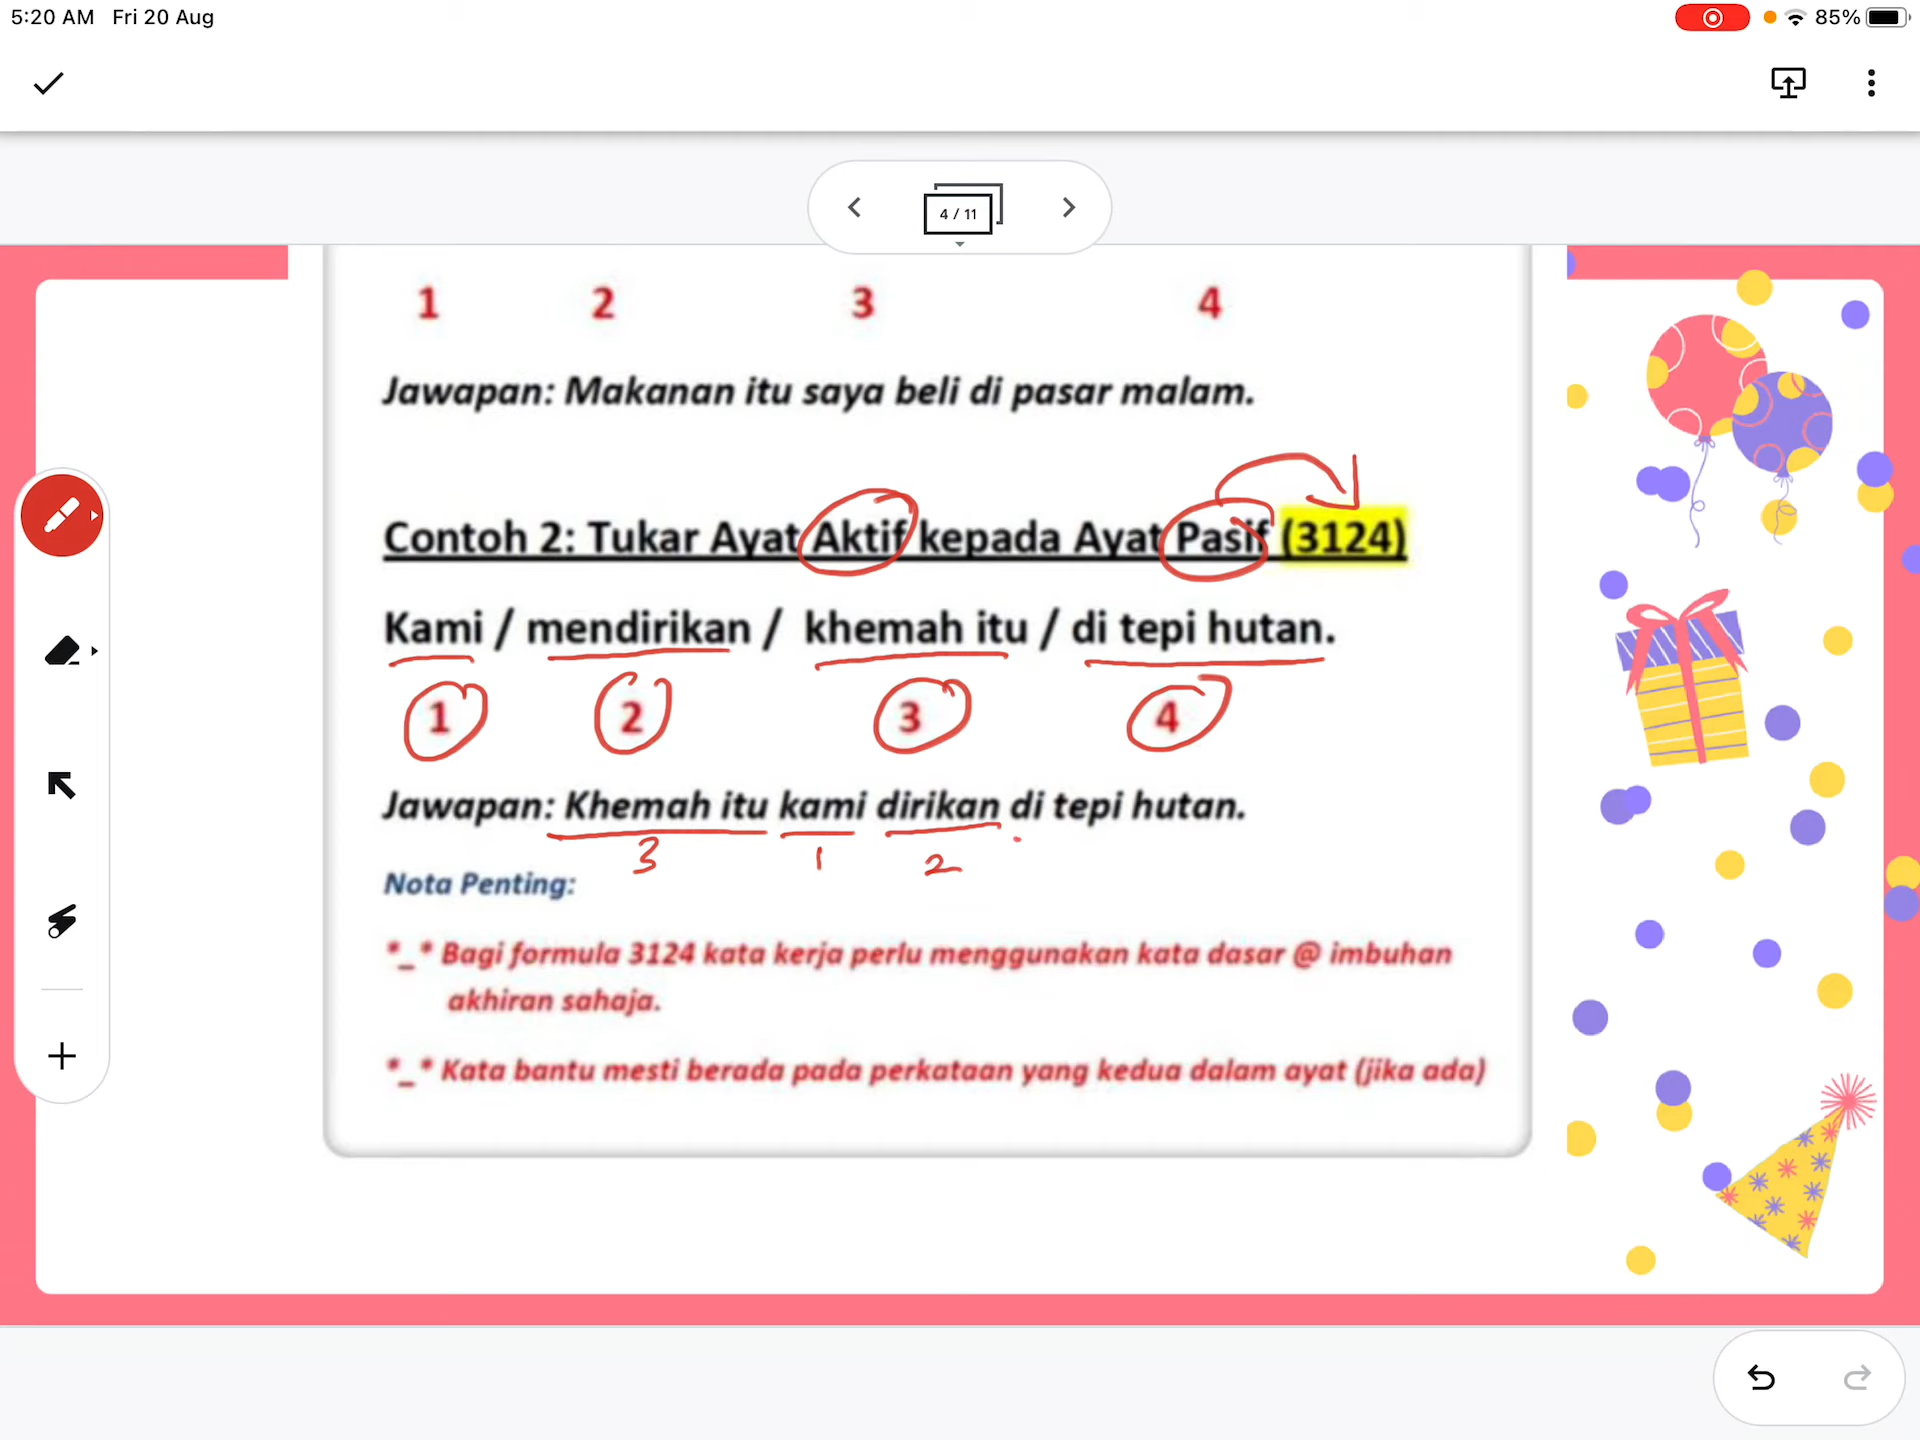 5:20 AM Fri 20 Aug
85%
4 / 11
1 2 3 4
Jawapan: Makanan itu saya beli di pasar malam.
Contoh 2: Tukar Ayat Aktif kepada Ayat Pasif (3124)
Kami / mendirikan / khemah itu / di tepi hutan.
1 2 3 4
Jawapan: Khemah itu kami dirikan di tepi hutan.
3 1 2
Nota Penting:
*_* Bagi formula 3124 kata kerja perlu menggunakan kata dasar @ imbuhan
akhiran sahaja.
*_* Kata bantu mesti berada pada perkataan yang kedua dalam ayat (jika ada)